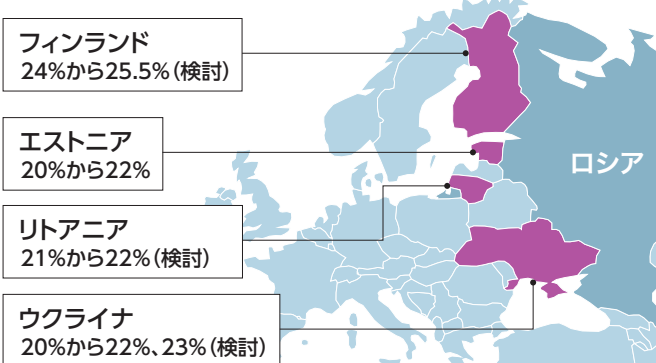 フィンランド
24%から25.5%（検討）
エストニア
20%から22%
ロシア
リトアニア
21%から22%（検討）
ウクライナ
20%から22%、23%（検討）